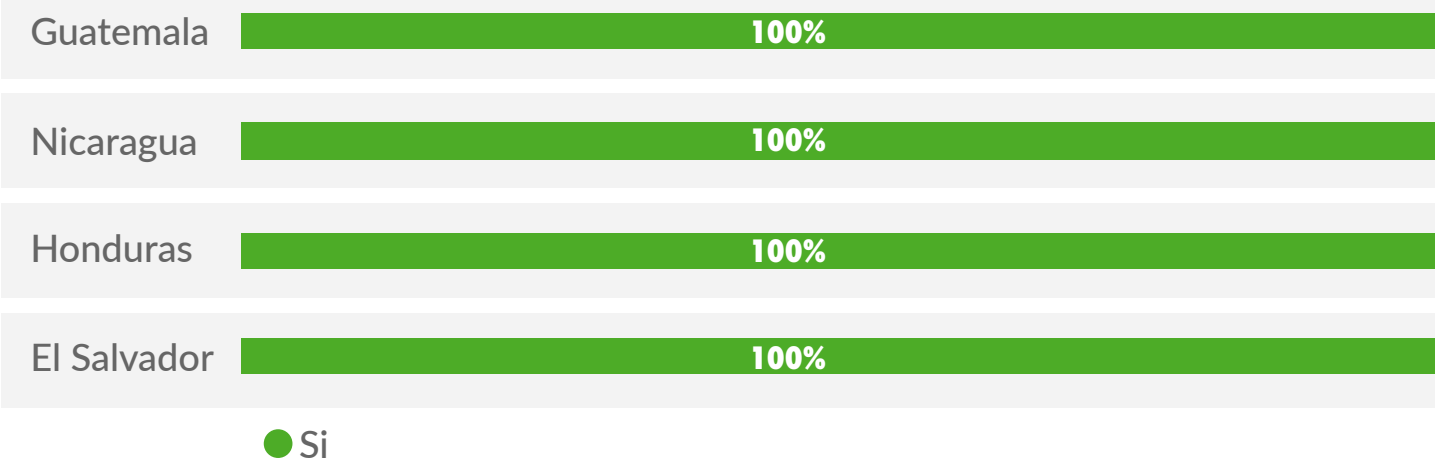 Guatemala 100%
Nicaragua 100%
Honduras 100%
El Salvador 100%
Si